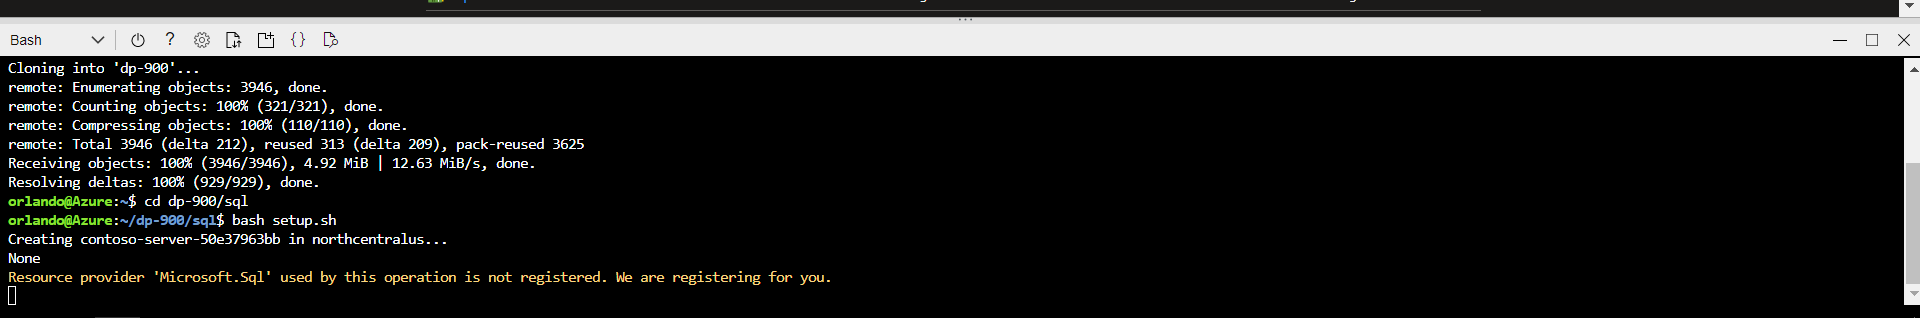 Bash
Cloning into 'dp-900'...
remote: Enumerating objects: 3946, done.
remote: Counting objects: 100% (321/321), done.
remote: Compressing objects: 100% (110/110), done.
remote: Total 3946 (delta 212), reused 313 (delta 209), pack-reused 3625
Receiving objects: 100% (3946/3946), 4.92 MiB | 12.63 MiB/s, done.
Resolving deltas: 100% (929/929), done.
orlando@Azure:~$ cd dp-900/sql
orlando@Azure:~/dp-900/sql$ bash setup.sh
Creating contoso-server-50e37963bb in northcentralus...
None
Resource provider 'Microsoft.Sql' used by this operation is not registered. We are registering for you.